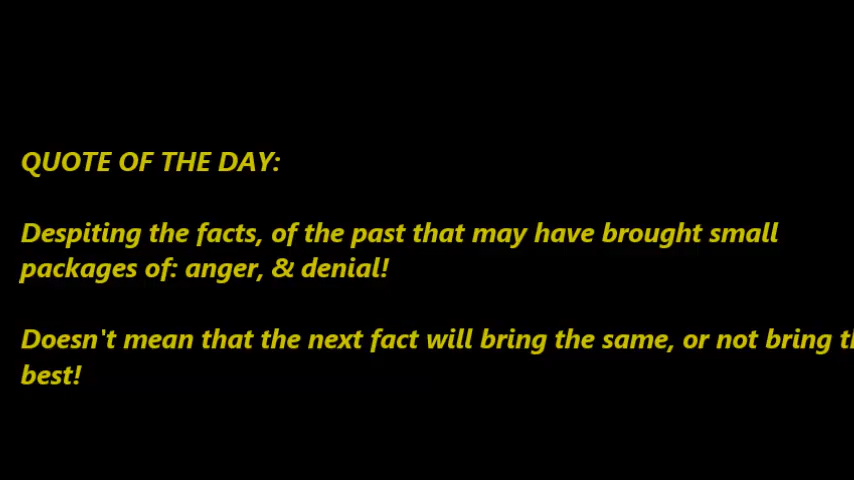 QUOTE OF THE DAY:
Despiting the facts, of the past that may have brought small
packages of: anger, & denial!
Doesn't mean that the next fact will bring the same, or not bring
best!